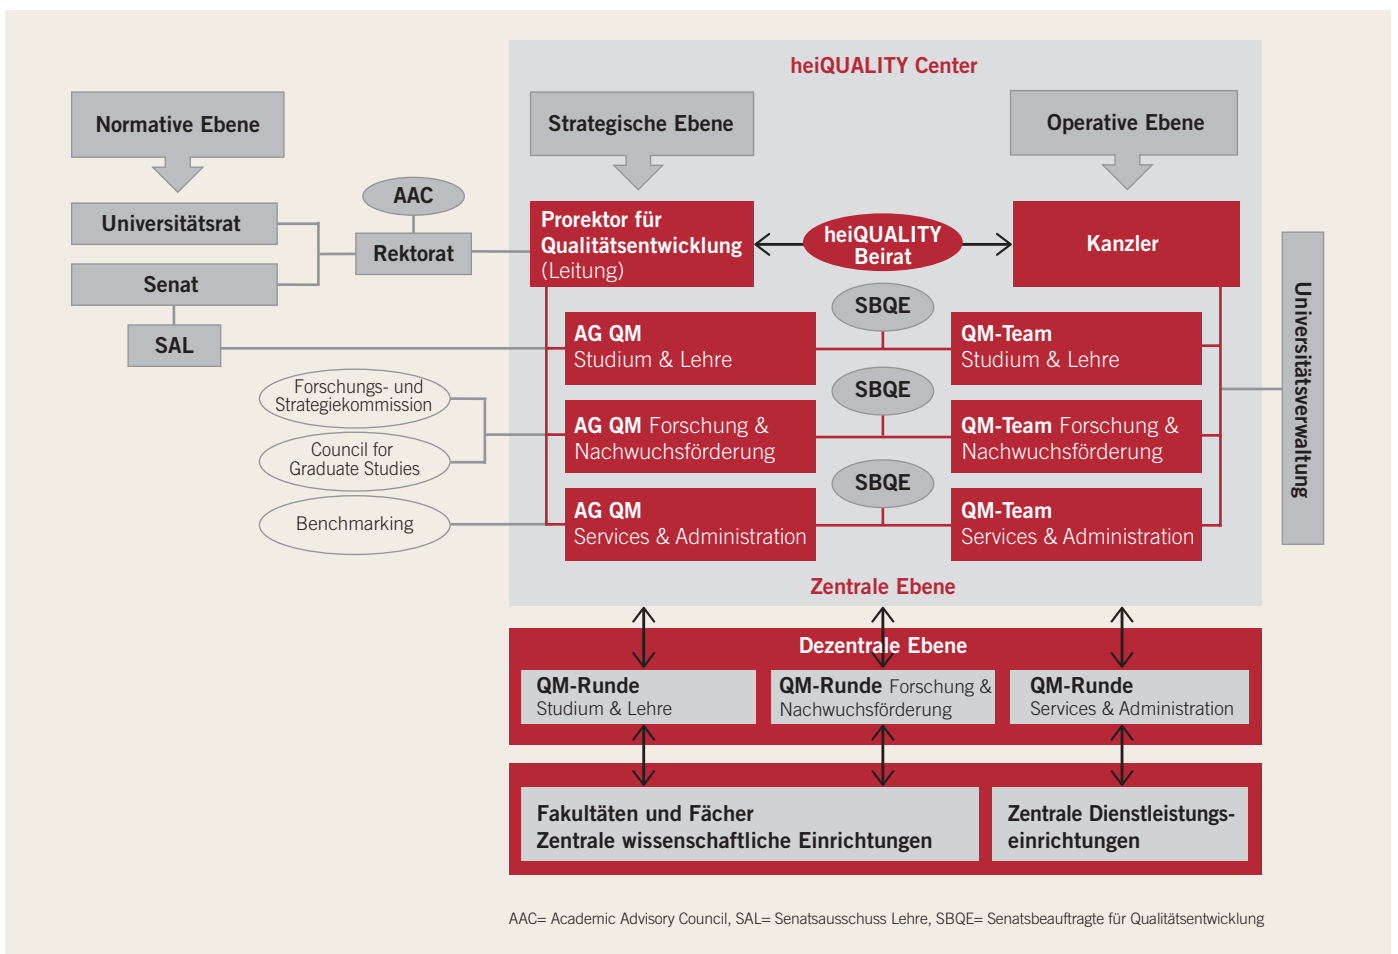 heiQUALITY Center
Normative Ebene
Strategische Ebene
Operative Ebene
AAC
Universitätsrat
Rektorat
Senat
SAL
Prorektor für
Qualitätsentwicklung
(Leitung)
heiQUALITY
Beirat
Kanzler
Universitätsverwaltung
SBQE
AG QM
Studium & Lehre
QM-Team
Studium & Lehre
Forschungs- und
Strategiekommission
Council for
Graduate Studies
SBQE
AG QM Forschung &
Nachwuchsförderung
QM-Team Forschung &
Nachwuchsförderung
Benchmarking
SBQE
AG QM
Services & Administration
QM-Team
Services & Administration
Zentrale Ebene
Dezentrale Ebene
QM-Runde
Studium & Lehre
QM-Runde Forschung &
Nachwuchsförderung
QM-Runde
Services & Administration
Fakultäten und Fächer
Zentrale wissenschaftliche Einrichtungen
Zentrale Dienstleistungs-
einrichtungen
AAC= Academic Advisory Council, SAL= Senatsausschuss Lehre, SBQE= Senatsbeauftragte für Qualitätsentwicklung